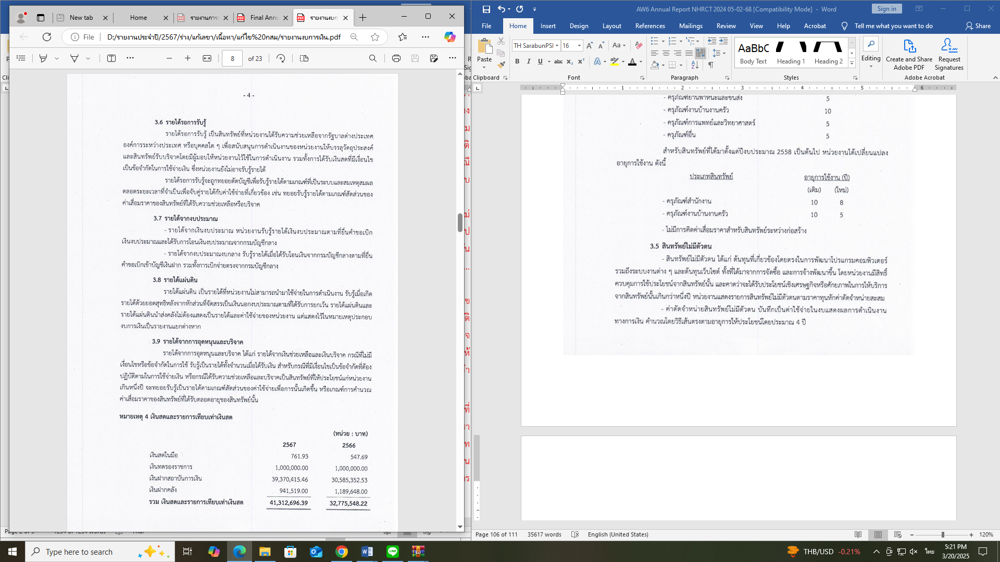 New tab
Home
รายงานการ
Final Annu
รายงานงบก
File
D:/รายงานประจำปี/2567/ร่าง/แก้เลขา/เนื้อหา/แก้ไข%20กสม/รายงานงบการเงิน.pdf
8 of 23
- 4 -
3.6 รายได้รอการรับรู้
รายได้รอการรับรู้ เป็นสินทรัพย์ที่หน่วยงานได้รับความช่วยเหลือจากรัฐบาลต่างประเทศ
องค์การระหว่างประเทศ หรือบุคคลใด ๆ เพื่อสนับสนุนการดำเนินงานของหน่วยงานให้บรรลุวัตถุประสงค์
และสินทรัพย์รับบริจาคโดยมีผู้มอบให้หน่วยงานไว้ใช้ในการดำเนินงาน รวมทั้งการได้รับเงินสดที่มีเงื่อนไข
เป็นข้อจำกัดในการใช้จ่ายเงิน ซึ่งหน่วยงานยังไม่อาจรับรู้รายได้
รายได้รอการรับรู้จะถูกทยอยตัดบัญชีเพื่อรับรู้รายได้ตามเกณฑ์ที่เป็นระบบและสมเหตุสมผล
ตลอดระยะเวลาที่จำเป็นเพื่อจับคู่รายได้กับค่าใช้จ่ายที่เกี่ยวข้อง เช่น ทยอยรับรู้รายได้ตามเกณฑ์สัดส่วนของ
ค่าเสื่อมราคาของสินทรัพย์ที่ได้รับความช่วยเหลือหรือบริจาค
3.7 รายได้จากงบประมาณ
- รายได้จากเงินงบประมาณ หน่วยงานรับรู้รายได้เงินงบประมาณตามที่ยื่นคำขอเบิก
เงินงบประมาณและได้รับการโอนเงินงบประมาณจากกรมบัญชีกลาง
- รายได้จากงบประมาณงบกลาง รับรู้รายได้เมื่อได้รับโอนเงินจากกรมบัญชีกลางตามที่ยื่น
คำขอเบิกเข้าบัญชีเงินฝาก รวมทั้งการเบิกจ่ายตรงจากกรมบัญชีกลาง
3.8 รายได้แผ่นดิน
รายได้แผ่นดิน เป็นรายได้ที่หน่วยงานไม่สามารถนำมาใช้จ่ายในการดำเนินงาน รับรู้เมื่อเกิด
รายได้ด้วยยอดสุทธิหลังจากหักส่วนที่จัดสรรเป็นเงินนอกงบประมาณตามที่ได้รับการยกเว้น รายได้แผ่นดินและ
รายได้แผ่นดินนำส่งคลังไม่ต้องแสดงเป็นรายได้และค่าใช้จ่ายของหน่วยงาน แต่แสดงไว้ในหมายเหตุประกอบ
งบการเงินเป็นรายงานแยกต่างหาก
3.9 รายได้จากการอุดหนุนและบริจาค
รายได้จากการอุดหนุนและบริจาค ได้แก่ รายได้จากเงินช่วยเหลือและเงินบริจาค กรณีที่ไม่มี
เงื่อนไขหรือข้อจำกัดในการใช้ รับรู้เป็นรายได้ทั้งจำนวนเมื่อได้รับเงิน สำหรับกรณีที่มีเงื่อนไขเป็นข้อจำกัดที่ต้อง
ปฏิบัติตามในการใช้จ่ายเงิน หรือกรณีได้รับความช่วยเหลือและบริจาคเป็นสินทรัพย์ที่ให้ประโยชน์แก่หน่วยงาน
เกินหนึ่งปี จะทยอยรับรู้เป็นรายได้ตามเกณฑ์สัดส่วนของค่าใช้จ่ายเพื่อการนั้นเกิดขึ้น หรือเกณฑ์การคำนวณ
ค่าเสื่อมราคาของสินทรัพย์ที่ได้รับตลอดอายุของสินทรัพย์นั้น
หมายเหตุ 4 เงินสดและรายการเทียบเท่าเงินสด
(หน่วย : บาท)
2567 2566
เงินสดในมือ 761.93 547.69
เงินทดรองราชการ 1,000,000.00 1,000,000.00
เงินฝากสถาบันการเงิน 39,370,415.46 30,585,352.53
เงินฝากคลัง 941,519.00 1,189,648.00
รวม เงินสดและรายการเทียบเท่าเงินสด 41,312,696.39 32,775,548.22
AW6 Annual Report NHRCT 2024 05-02-68 [Compatibility Mode] - Word
Sign in
File Home Insert Design Layout References Mailings Review View Help Acrobat Tell me what you want to do Share
Paste
TH SarabunPSI 16
AaBbC
Body Text Heading 1 Heading 2
Editing
Create and Share Adobe PDF
Request Signatures
Clipboard Font Paragraph Styles Adobe Acrobat
1 2 3 4 5 6
- ครุภัณฑ์ยานพาหนะและขนส่ง 5
- ครุภัณฑ์งานบ้านงานครัว 10
- ครุภัณฑ์การแพทย์และวิทยาศาสตร์ 5
- ครุภัณฑ์อื่น 5
สำหรับสินทรัพย์ที่ได้มาตั้งแต่ปีงบประมาณ 2558 เป็นต้นไป หน่วยงานได้เปลี่ยนแปลง
อายุการใช้งาน ดังนี้
ประเภทสินทรัพย์ อายุการใช้งาน (ปี)
(เดิม) (ใหม่)
- ครุภัณฑ์สำนักงาน 10 8
- ครุภัณฑ์งานบ้านงานครัว 10 5
- ไม่มีการคิดค่าเสื่อมราคาสำหรับสินทรัพย์ระหว่างก่อสร้าง
3.5 สินทรัพย์ไม่มีตัวตน
- สินทรัพย์ไม่มีตัวตน ได้แก่ ต้นทุนที่เกี่ยวข้องโดยตรงในการพัฒนาโปรแกรมคอมพิวเตอร์
รวมถึงระบบงานต่าง ๆ และต้นทุนเว็บไซต์ ทั้งที่ได้มาจากการจัดซื้อ และการจ้างพัฒนาขึ้น โดยหน่วยงานมีสิทธิ์
ควบคุมการใช้ประโยชน์จากสินทรัพย์นั้น และคาดว่าจะได้รับประโยชน์เชิงเศรษฐกิจหรือศักยภาพในการให้บริการ
จากสินทรัพย์นั้นเกินกว่าหนึ่งปี หน่วยงานแสดงรายการสินทรัพย์ไม่มีตัวตนตามราคาทุนหักค่าตัดจำหน่ายสะสม
- ค่าตัดจำหน่ายสินทรัพย์ไม่มีตัวตน บันทึกเป็นค่าใช้จ่ายในงบแสดงผลการดำเนินงาน
ทางการเงิน คำนวณโดยวิธีเส้นตรงตามอายุการให้ประโยชน์โดยประมาณ 4 ปี
Page 106 of 111 35617 words English (United States) 120%
Type here to search
THB/USD -0.21%
ไทย
5:21 PM
3/20/2025